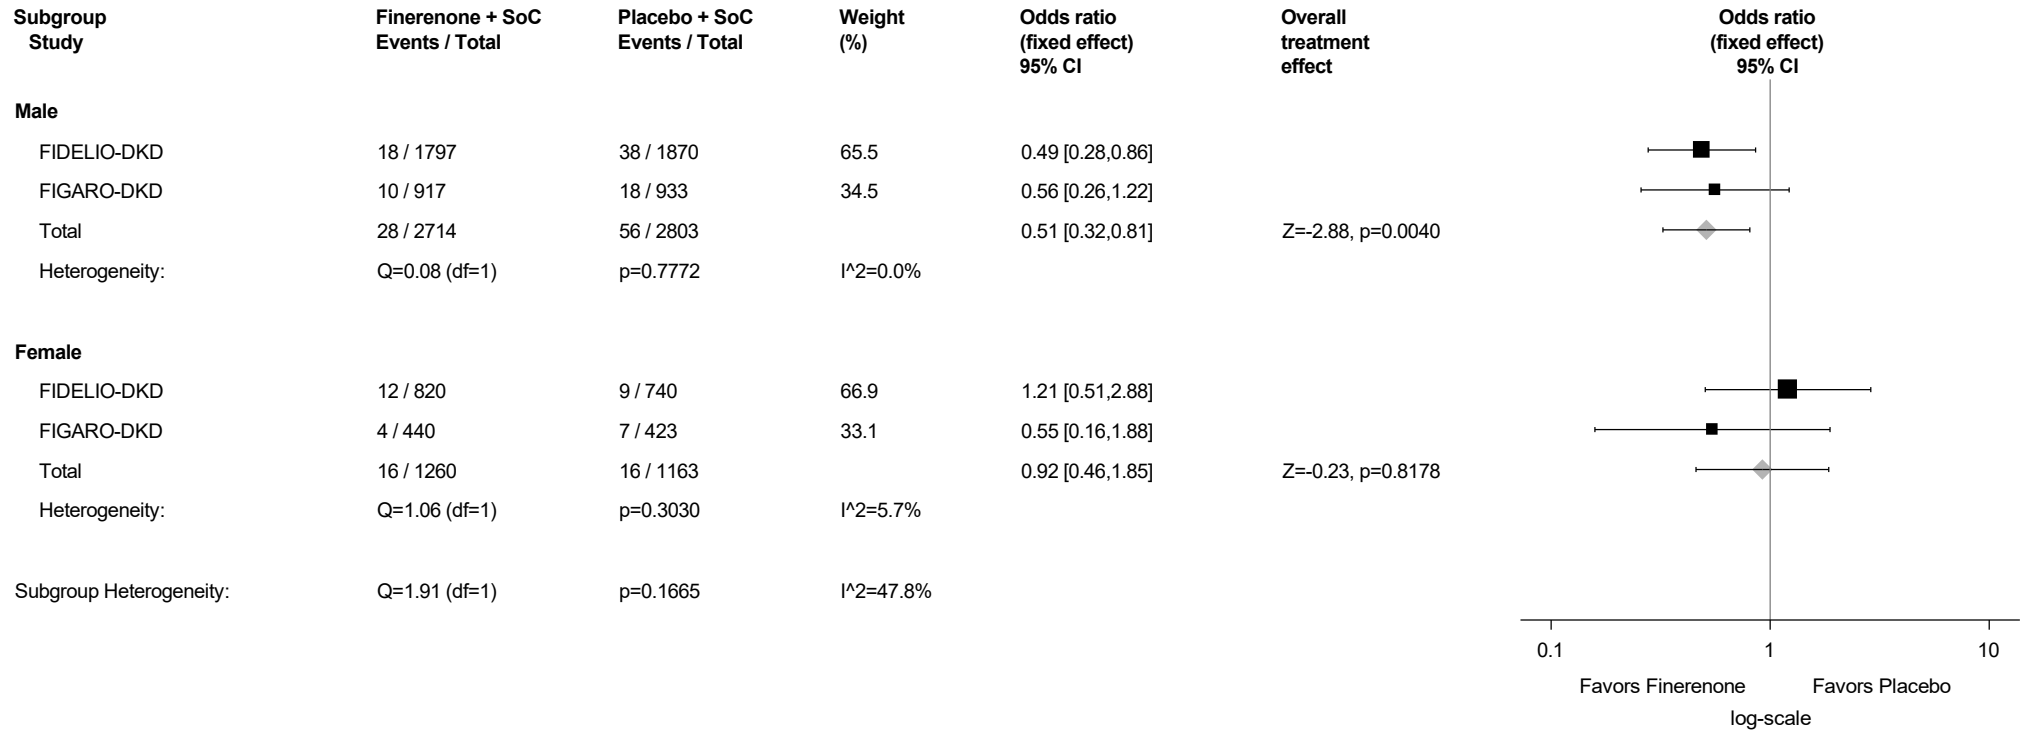 Subgroup Finerenone + SoC Placebo + SoC Weight Odds ratio Overall Odds ratio
Study Events / Total Events / Total (%) (fixed effect) treatment (fixed effect)
95% CI effect 95% CI
Male
FIDELIO-DKD 18 / 1797 38 / 1870 65.5 0.49 [0.28,0.86]
FIGARO-DKD 10 / 917 18 / 933 34.5 0.56 [0.26,1.22]
Total 28 / 2714 56 / 2803 0.51 [0.32,0.81] Z=-2.88, p=0.0040
Heterogeneity: Q=0.08 (df=1) p=0.7772 I^2=0.0%
Female
FIDELIO-DKD 12 / 820 9 / 740 66.9 1.21 [0.51,2.88]
FIGARO-DKD 4 / 440 7 / 423 33.1 0.55 [0.16,1.88]
Total 16 / 1260 16 / 1163 0.92 [0.46,1.85] Z=-0.23, p=0.8178
Heterogeneity: Q=1.06 (df=1) p=0.3030 I^2=5.7%
Subgroup Heterogeneity: Q=1.91 (df=1) p=0.1665 I^2=47.8%
0.1 1 10
Favors Finerenone Favors Placebo
log-scale